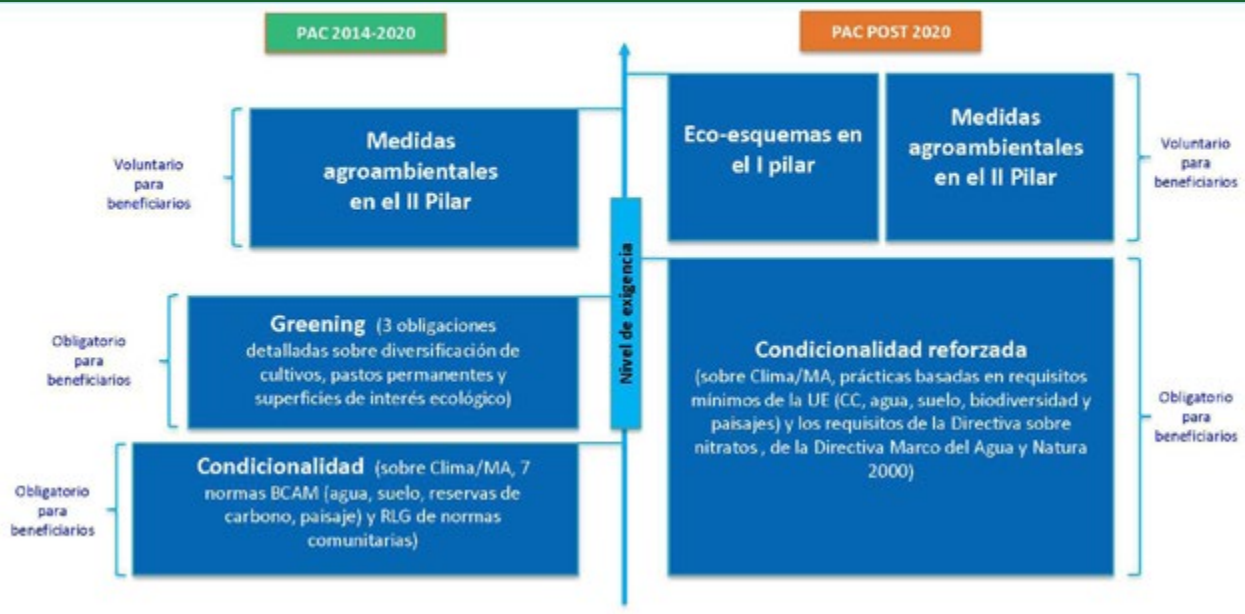 PAC 2014-2020
Voluntario
para
beneficiarios
Medidas
agroambientales
en el II Pilar
Obligatorio
para
beneficiarios
Greening (3 obligaciones
detalladas sobre diversificación de
cultivos, pastos permanentes y
superficies de interés ecológico)
Obligatorio
para
beneficiarios
Condicionalidad (sobre Clima/MA, 7
normas BCAM (agua, suelo, reservas de
carbono, paisaje) y RLG de normas
comunitarias)
Nivel de exigencia
PAC POST 2020
Eco-esquemas en
el I pilar
Medidas
agroambientales
en el II Pilar
Voluntario
para
beneficiarios
Condicionalidad reforzada
(sobre Clima/MA, prácticas basadas en requisitos
mínimos de la UE (CC, agua, suelo, biodiversidad y
paisajes) y los requisitos de la Directiva sobre
nitratos , de la Directiva Marco del Agua y Natura
2000)
Obligatorio
para
beneficiarios